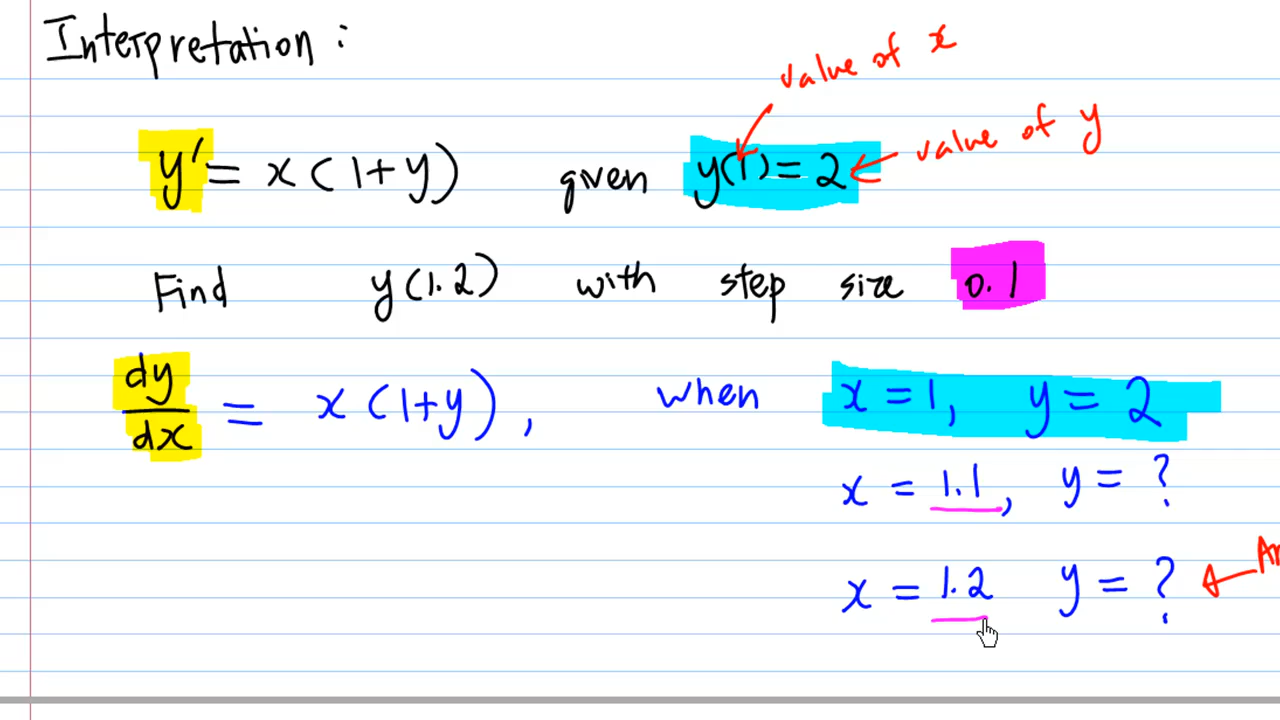 Interpretation :
value of x
value of y
y' = x(1+y) given y(1) = 2
Find y(1.2) with step size 0.1
dy/dx = x(1+y), when x = 1, y = 2
x = 1.1, y = ?
x = 1.2 y = ?